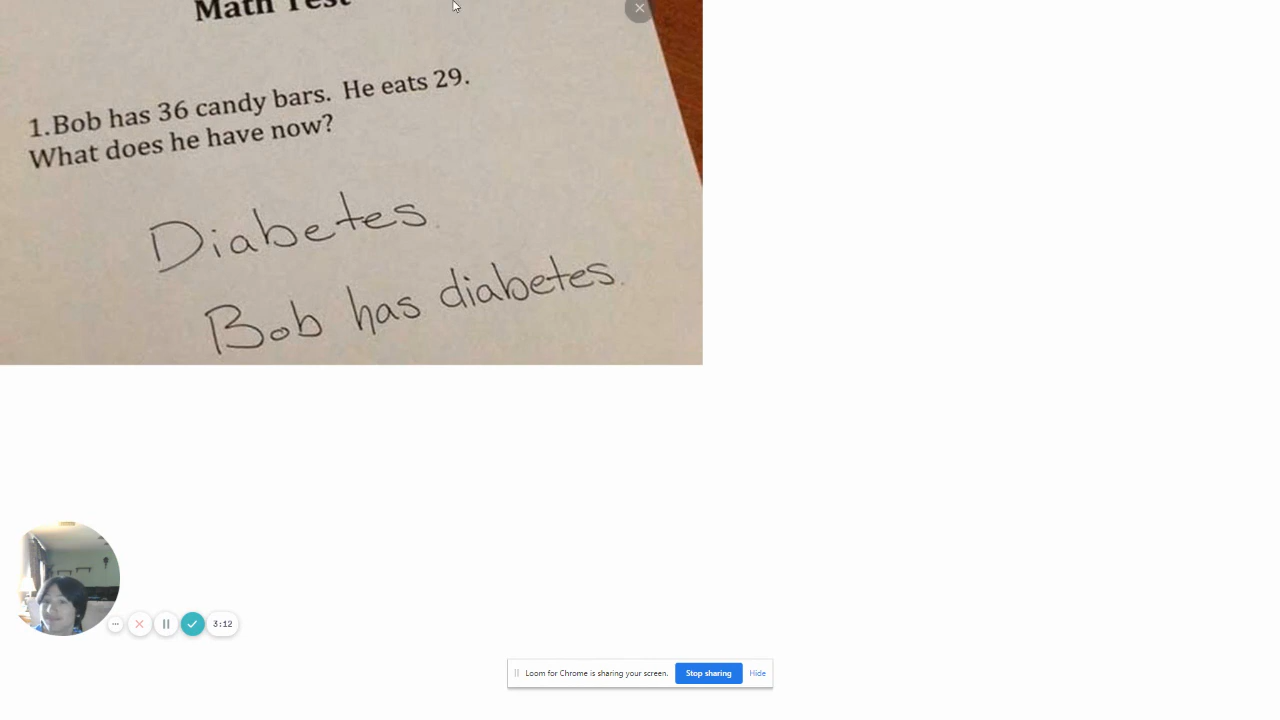 Math Test
1.Bob has 36 candy bars. He eats 29.
What does he have now?
Diabetes.
Bob has diabetes.
3:12
Loom for Chrome is sharing your screen.
Stop sharing
Hide